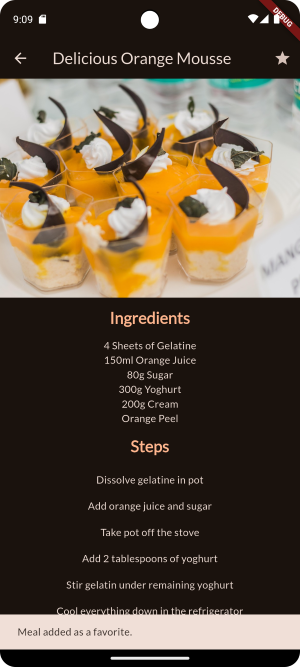 9:09
DEBUG
Delicious Orange Mousse
Ingredients
4 Sheets of Gelatine
150ml Orange Juice
80g Sugar
300g Yoghurt
200g Cream
Orange Peel
Steps
Dissolve gelatine in pot
Add orange juice and sugar
Take pot off the stove
Add 2 tablespoons of yoghurt
Stir gelatin under remaining yoghurt
Cool everything down in the refrigerator
Meal added as a favorite.